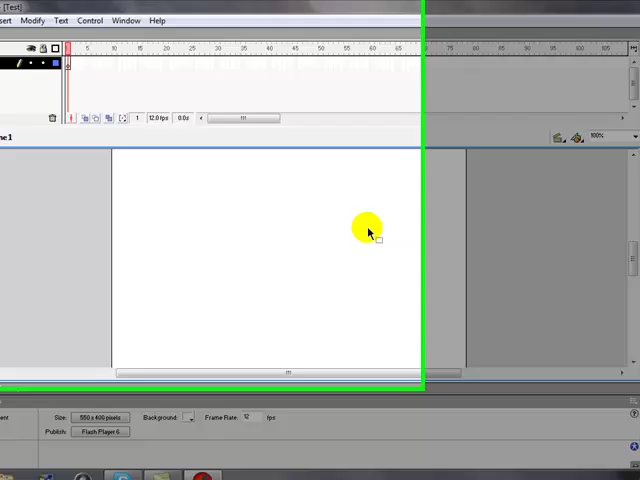 [Test]
sert Modify Text Control Window Help
5 10 15 20 25 30 35 40 45 50 55 60 65 70 75 80 85 90 95 100 105
1 12.0 fps 0.0s
ne 1 100%
ent Size: 550 x 400 pixels Background: Frame Rate: 12 fps
Publish: Flash Player 6